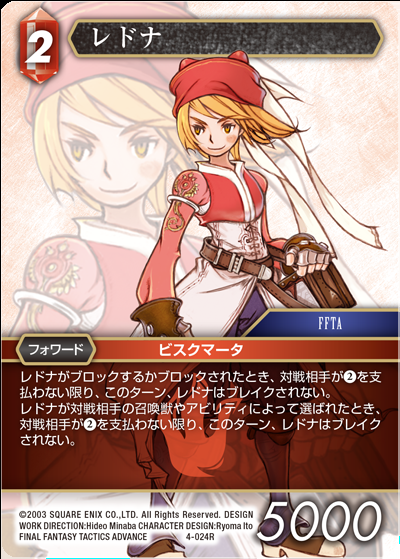 2
レドナ
FFTA
フォワード
ビスクマータ
レドナがブロックするかブロックされたとき、対戦相手が❷を支
払わない限り、このターン、レドナはブレイクされない。
レドナが対戦相手の召喚獣やアビリティによって選ばれたとき、
対戦相手が❷を支払わない限り、このターン、レドナはブレイク
されない。
©2003 SQUARE ENIX CO.,LTD. All Rights Reserved. DESIGN
WORK DIRECTION:Hideo Minaba CHARACTER DESIGN:Ryoma Ito
FINAL FANTASY TACTICS ADVANCE
4-024R
5000